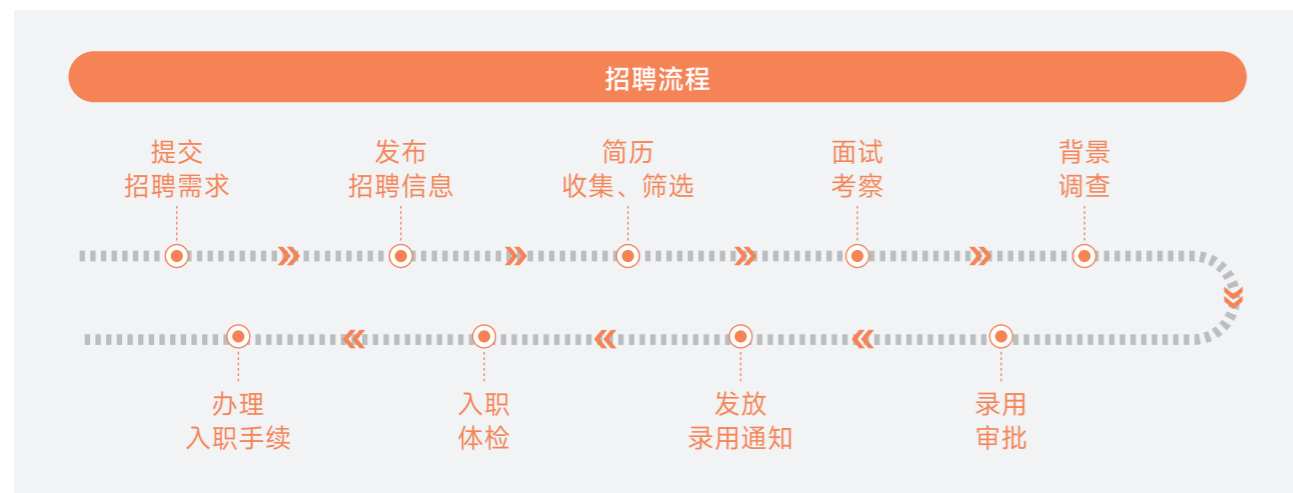 招聘流程
提交
招聘需求
发布
招聘信息
简历
收集、筛选
面试
考察
背景
调查
录用
审批
发放
录用通知
入职
体检
办理
入职手续